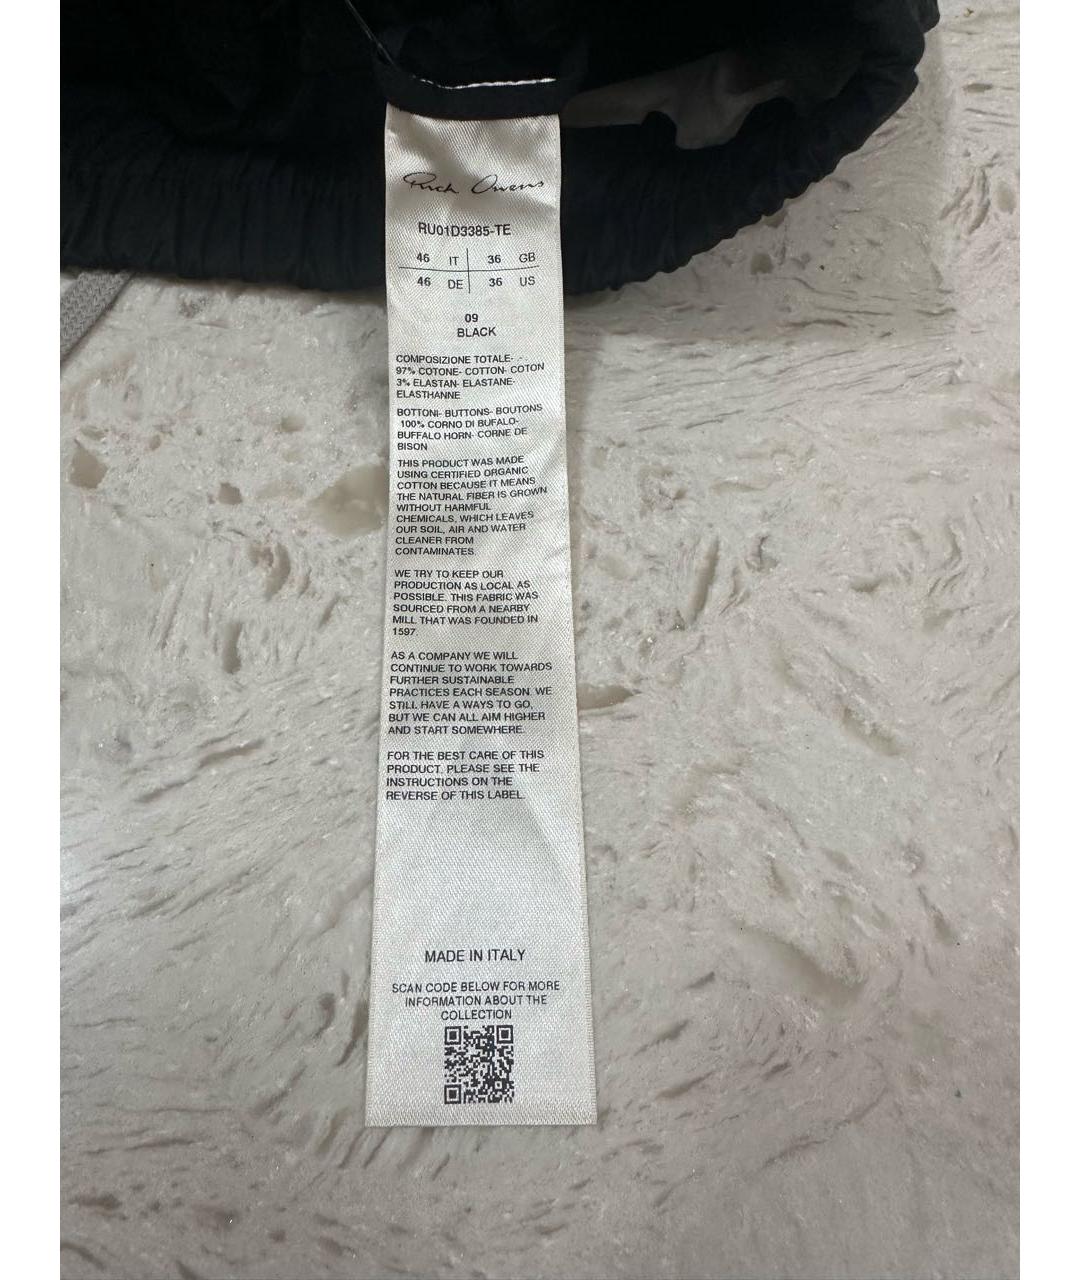 Rick Owens
RU01D3385-TE
46 IT 36 GB
46 DE 36 US
09
BLACK
COMPOSIZIONE TOTALE- -
97% COTONE- COTTON- COTON
3% ELASTAN- ELASTANE-
ELASTHANNE
BOTTONI- BUTTONS- BOUTONS
100% CORNO DI BUFALO-
BUFFALO HORN- CORNE DE
BISON
THIS PRODUCT WAS MADE
USING CERTIFIED ORGANIC
COTTON BECAUSE IT MEANS
THE NATURAL FIBER IS GROWN
WITHOUT HARMFUL
CHEMICALS, WHICH LEAVES
OUR SOIL, AIR AND WATER
CLEANER FROM
CONTAMINATES.
WE TRY TO KEEP OUR
PRODUCTION AS LOCAL AS
POSSIBLE. THIS FABRIC WAS
SOURCED FROM A NEARBY
MILL THAT WAS FOUNDED IN
1597.
AS A COMPANY WE WILL
CONTINUE TO WORK TOWARDS
FURTHER SUSTAINABLE
PRACTICES EACH SEASON. WE
STILL HAVE A WAYS TO GO,
BUT WE CAN ALL AIM HIGHER
AND START SOMEWHERE.
FOR THE BEST CARE OF THIS
PRODUCT, PLEASE SEE THE
INSTRUCTIONS ON THE
REVERSE OF THIS LABEL.
MADE IN ITALY
SCAN CODE BELOW FOR MORE
INFORMATION ABOUT THE
COLLECTION